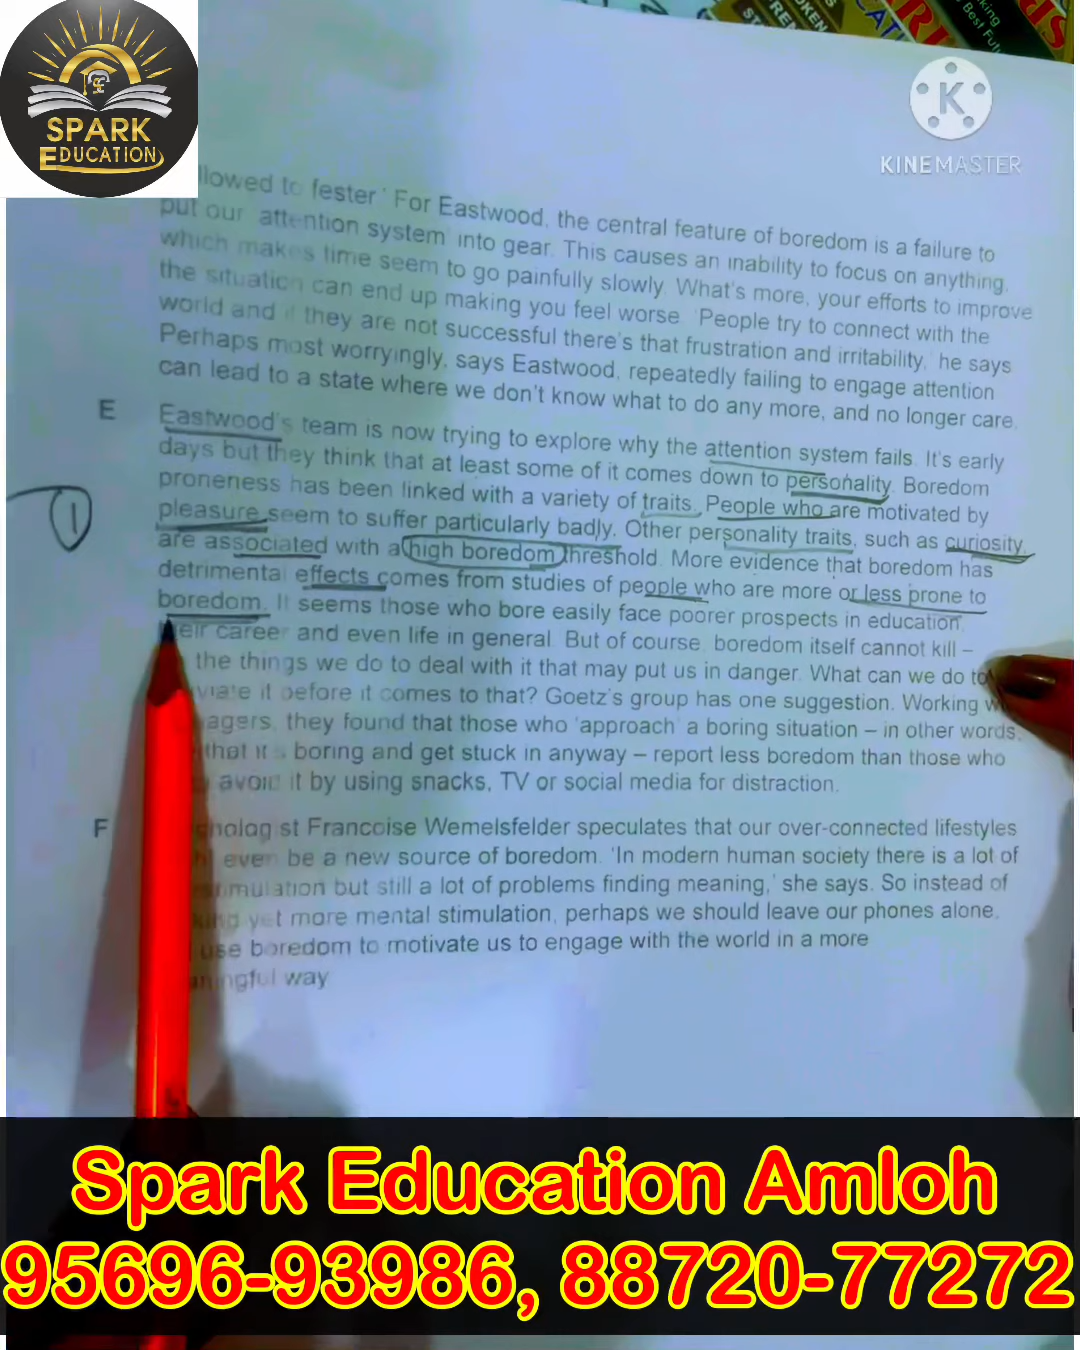 SPARK
EDUCATION
KINEMASTER
llowed to fester.' For Eastwood, the central feature of boredom is a failure to
put our 'attention system' into gear. This causes an inability to focus on anything,
which makes time seem to go painfully slowly. What's more, your efforts to improve
the situation can end up making you feel worse. 'People try to connect with the
world and if they are not successful there's that frustration and irritability,' he says.
Perhaps most worryingly, says Eastwood, repeatedly failing to engage attention
can lead to a state where we don't know what to do any more, and no longer care.
E Eastwood's team is now trying to explore why the attention system fails. It's early
days but they think that at least some of it comes down to personality. Boredom
proneness has been linked with a variety of traits. People who are motivated by
pleasure seem to suffer particularly badly. Other personality traits, such as curiosity,
are associated with a high boredom threshold. More evidence that boredom has
detrimental effects comes from studies of people who are more or less prone to
boredom. It seems those who bore easily face poorer prospects in education,
their career and even life in general. But of course, boredom itself cannot kill –
the things we do to deal with it that may put us in danger. What can we do to
viate it before it comes to that? Goetz's group has one suggestion. Working
agers, they found that those who 'approach' a boring situation – in other words,
that it's boring and get stuck in anyway – report less boredom than those who
avoid it by using snacks, TV or social media for distraction.
F chologist Francoise Wemelsfelder speculates that our over-connected lifestyles
even be a new source of boredom. 'In modern human society there is a lot of
stimulation but still a lot of problems finding meaning,' she says. So instead of
king yet more mental stimulation, perhaps we should leave our phones alone,
use boredom to motivate us to engage with the world in a more
aningful way
1
Spark Education Amloh
95696-93986, 88720-77272